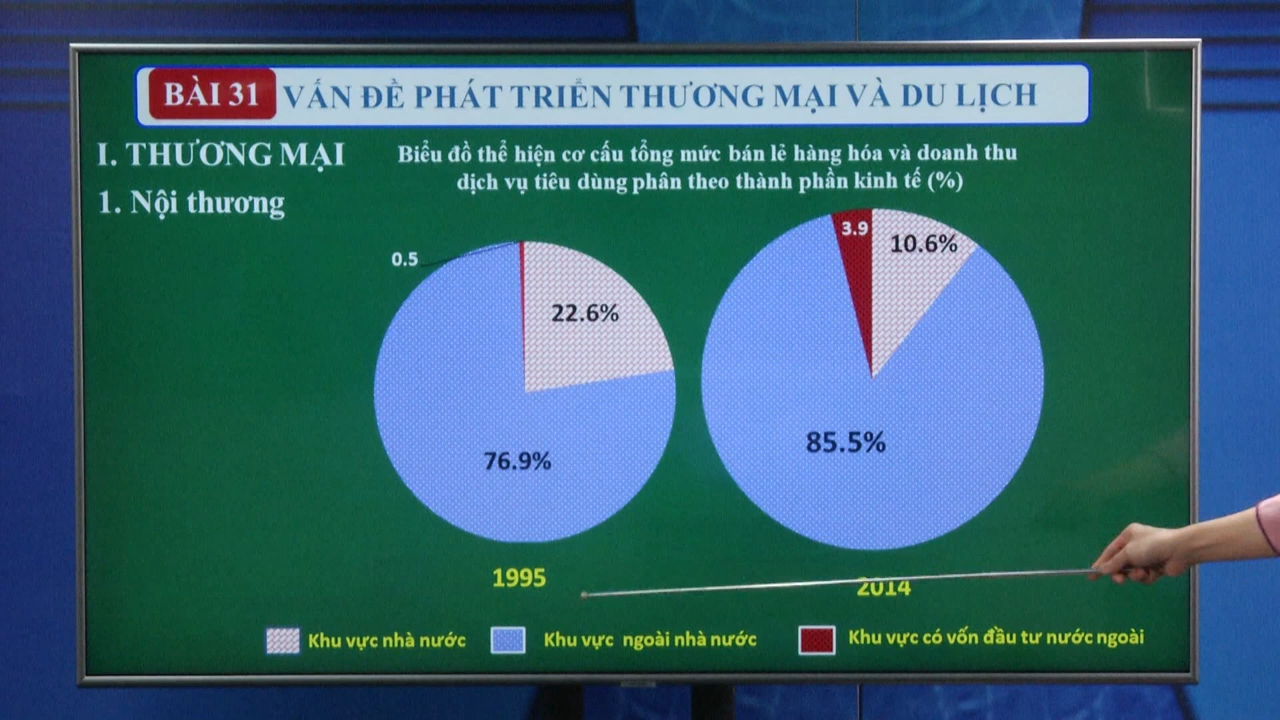 BÀI 31 VẤN ĐỀ PHÁT TRIỂN THƯƠNG MẠI VÀ DU LỊCH
I. THƯƠNG MẠI
1. Nội thương
Biểu đồ thể hiện cơ cấu tổng mức bán lẻ hàng hóa và doanh thu
dịch vụ tiêu dùng phân theo thành phần kinh tế (%)
0.5
22.6%
76.9%
3.9
10.6%
85.5%
1995
2014
Khu vực nhà nước
Khu vực ngoài nhà nước
Khu vực có vốn đầu tư nước ngoài